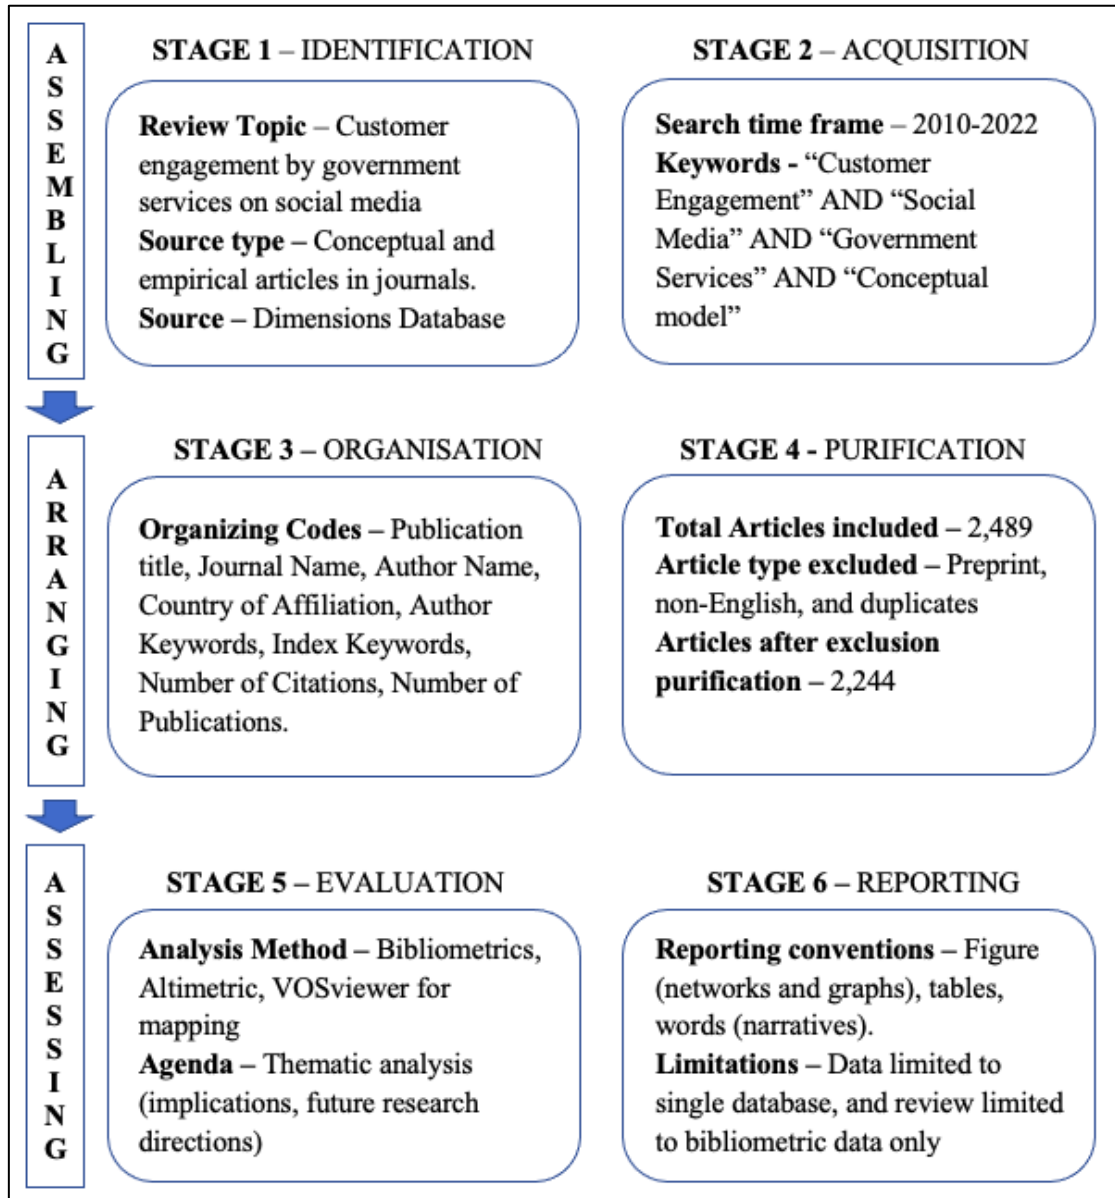 ASSEMBLING
STAGE 1 – IDENTIFICATION
Review Topic – Customer
engagement by government
services on social media
Source type – Conceptual and
empirical articles in journals.
Source – Dimensions Database
STAGE 2 – ACQUISITION
Search time frame – 2010-2022
Keywords - “Customer
Engagement” AND “Social
Media” AND “Government
Services” AND “Conceptual
model”
ARRANGING
STAGE 3 – ORGANISATION
Organizing Codes – Publication
title, Journal Name, Author Name,
Country of Affiliation, Author
Keywords, Index Keywords,
Number of Citations, Number of
Publications.
STAGE 4 - PURIFICATION
Total Articles included – 2,489
Article type excluded – Preprint,
non-English, and duplicates
Articles after exclusion
purification – 2,244
ASSESSING
STAGE 5 – EVALUATION
Analysis Method – Bibliometrics,
Altimetric, VOSviewer for
mapping
Agenda – Thematic analysis
(implications, future research
directions)
STAGE 6 – REPORTING
Reporting conventions – Figure
(networks and graphs), tables,
words (narratives).
Limitations – Data limited to
single database, and review limited
to bibliometric data only